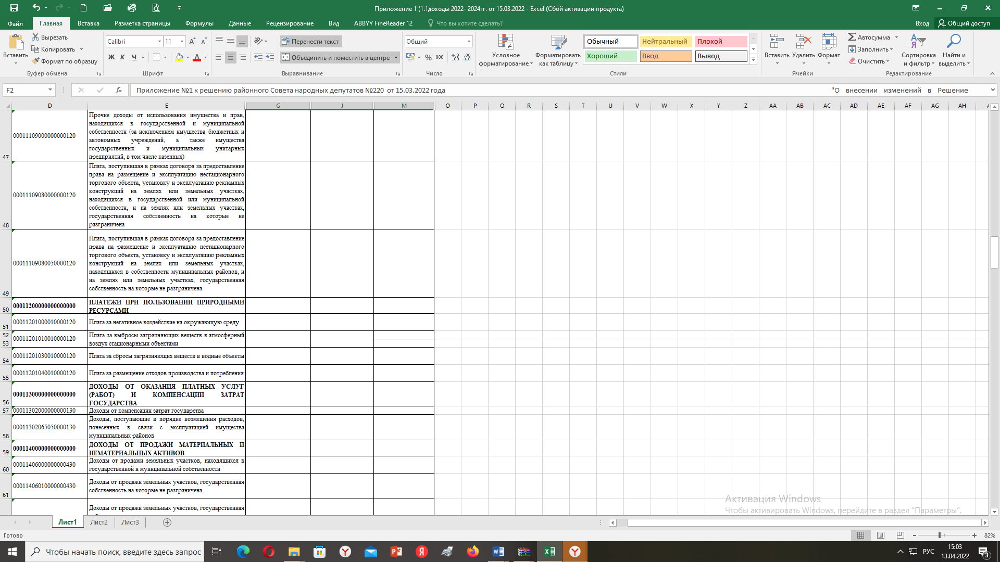 Приложение 1 (1.1доходы 2022- 2024гг. от 15.03.2022 - Excel (Сбой активации продукта)
Файл Главная Вставка Разметка страницы Формулы Данные Рецензирование Вид ABBYY FineReader 12 Что вы хотите сделать? Вход Общий доступ
Вставить
Вырезать
Копировать
Формат по образцу
Буфер обмена
Calibri 11
Ж К Ч
Шрифт
Перенести текст
Объединить и поместить в центре
Выравнивание
Общий
% 000
Число
Условное форматирование
Форматировать как таблицу
Обычный Нейтральный Плохой
Хороший Ввод Вывод
Стили
Вставить Удалить Формат
Ячейки
Автосумма
Заполнить
Очистить
Сортировка и фильтр
Найти и выделить
Редактирование
F2
Приложение №1 к решению районного Совета народных депутатов №220 от 15.03.2022 года "О внесении изменений в Решение
D E G J M O P Q R S T U V W X Y Z AA AB AC AD AE AF AG AH
47 00011109000000000120
Прочие доходы от использования имущества и прав,
находящихся в государственной и муниципальной
собственности (за исключением имущества бюджетных и
автономных учреждений, а также имущества
государственных и муниципальных унитарных
предприятий, в том числе казенных)
48 00011109080000000120
Плата, поступившая в рамках договора за предоставление
права на размещение и эксплуатацию нестационарного
торгового объекта, установку и эксплуатацию рекламных
конструкций на землях или земельных участках,
находящихся в государственной или муниципальной
собственности, и на землях или земельных участках,
государственная собственность на которые не
разграничена
49 00011109080050000120
Плата, поступившая в рамках договора за предоставление
права на размещение и эксплуатацию нестационарного
торгового объекта, установку и эксплуатацию рекламных
конструкций на землях или земельных участках,
находящихся в собственности муниципальных районов, и
на землях или земельных участках, государственная
собственность на которые не разграничена
50 00011200000000000000
ПЛАТЕЖИ ПРИ ПОЛЬЗОВАНИИ ПРИРОДНЫМИ
РЕСУРСАМИ
51 00011201000010000120 Плата за негативное воздействие на окружающую среду
52
53 00011201010010000120
Плата за выбросы загрязняющих веществ в атмосферный
воздух стационарными объектами
54 00011201030010000120 Плата за сбросы загрязняющих веществ в водные объекты
55 00011201040010000120 Плата за размещение отходов производства и потребления
56 00011300000000000000
ДОХОДЫ ОТ ОКАЗАНИЯ ПЛАТНЫХ УСЛУГ
(РАБОТ) И КОМПЕНСАЦИИ ЗАТРАТ
ГОСУДАРСТВА
57 00011302000000000130 Доходы от компенсации затрат государства
58 00011302065050000130
Доходы, поступающие в порядке возмещения расходов,
понесенных в связи с эксплуатацией имущества
муниципальных районов
59 00011400000000000000
ДОХОДЫ ОТ ПРОДАЖИ МАТЕРИАЛЬНЫХ И
НЕМАТЕРИАЛЬНЫХ АКТИВОВ
60 00011406000000000430
Доходы от продажи земельных участков, находящихся в
государственной и муниципальной собственности
61 00011406010000000430
Доходы от продажи земельных участков, государственная
собственность на которые не разграничена
Доходы от продажи земельных участков, государственная
Активация Windows
Чтобы активировать Windows, перейдите в раздел "Параметры".
Лист1 Лист2 Лист3
Готово 82%
Чтобы начать поиск, введите здесь запрос
РУС
15:03
13.04.2022
3